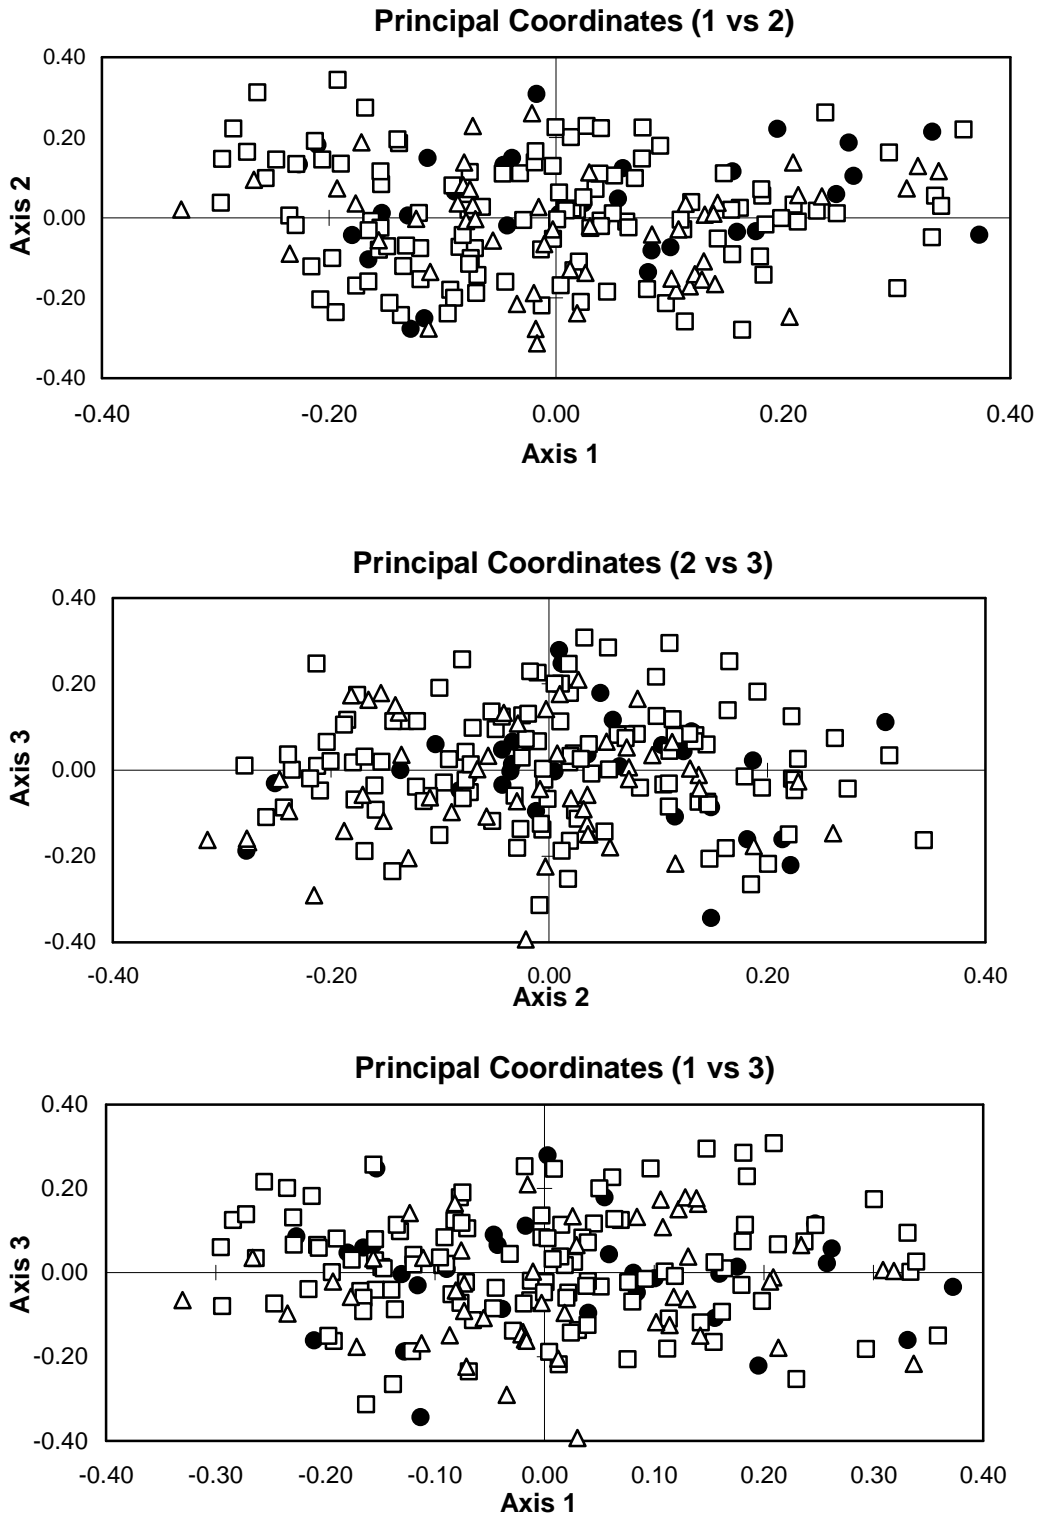 Principal Coordinates (1 vs 2)
0.40
0.20
0.00
-0.20
-0.40
Axis 2
-0.40 -0.20 0.00 0.20 0.40
Axis 1
Principal Coordinates (2 vs 3)
0.40
0.20
0.00
-0.20
-0.40
Axis 3
-0.40 -0.20 0.00 0.20 0.40
Axis 2
Principal Coordinates (1 vs 3)
0.40
0.20
0.00
-0.20
-0.40
Axis 3
-0.40 -0.30 -0.20 -0.10 0.00 0.10 0.20 0.30 0.40
Axis 1